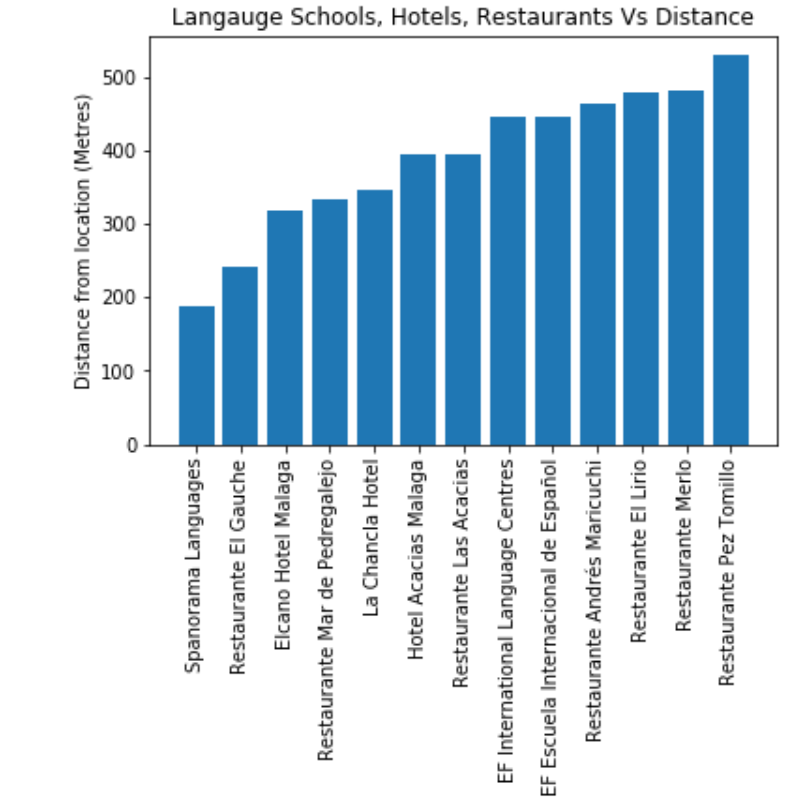 Langauge Schools, Hotels, Restaurants Vs Distance
Distance from location (Metres)
500
400
300
200
100
0
Spanorama Languages
Restaurante El Gauche
Elcano Hotel Malaga
Restaurante Mar de Pedregalejo
La Chancla Hotel
Hotel Acacias Malaga
Restaurante Las Acacias
EF International Language Centres
EF Escuela Internacional de Español
Restaurante Andrés Maricuchi
Restaurante El Lirio
Restaurante Merlo
Restaurante Pez Tomillo